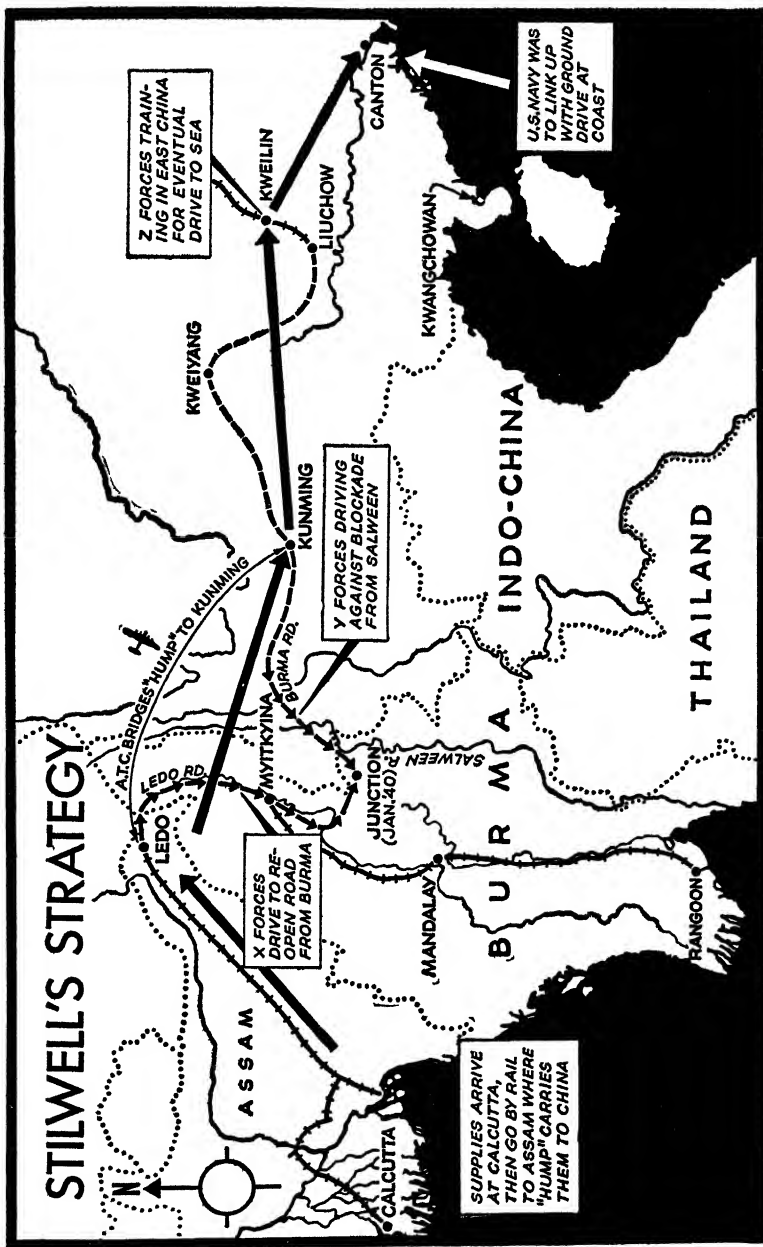 STILWELL'S STRATEGY
N
A.T.C. BRIDGES "HUMP" TO KUNMING
Z FORCES TRAIN-
ING IN EAST CHINA
FOR EVENTUAL
DRIVE TO SEA
KWEILIN
LIUCHOW
KWEIYANG
KUNMING
CANTON
U.S. NAVY WAS
TO LINK UP
WITH GROUND
DRIVE AT
COAST
KWANGCHOWAN
LEDO
LEDO RD.
ASSAM
MYITKYINA
BURMA RD.
Y FORCES DRIVING
AGAINST BLOCKADE
FROM SALWEEN
X FORCES
DRIVE TO RE-
OPEN ROAD
FROM BURMA
JUNCTION
(JAN-40)
SALWEEN R.
MANDALAY
BURMA
INDO-CHINA
THAILAND
RANGOON
CALCUTTA
SUPPLIES ARRIVE
AT CALCUTTA,
THEN GO BY RAIL
TO ASSAM WHERE
"HUMP" CARRIES
THEM TO CHINA